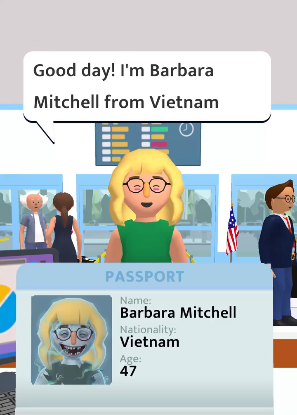 Good day! I'm Barbara
Mitchell from Vietnam
PASSPORT
Name:
Barbara Mitchell
Nationality:
Vietnam
Age:
47